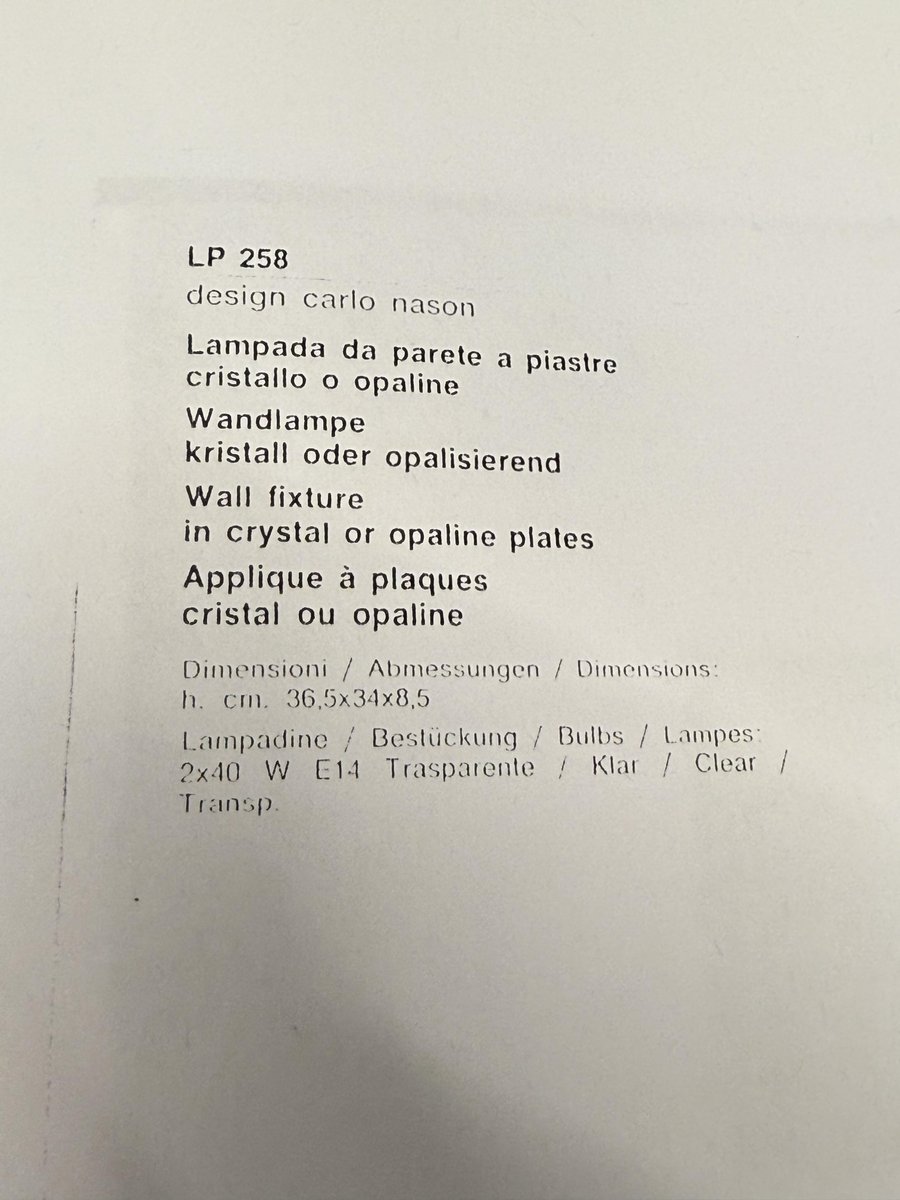 LP 258
design carlo nason
Lampada da parete a piastre
cristallo o opaline
Wandlampe
kristall oder opalisierend
Wall fixture
in crystal or opaline plates
Applique à plaques
cristal ou opaline
Dimensioni / Abmessungen / Dimensions:
h. cm. 36,5x34x8,5
Lampadine / Bestückung / Bulbs / Lampes:
2x40 W E14 Trasparente / Klar / Clear /
Transp.